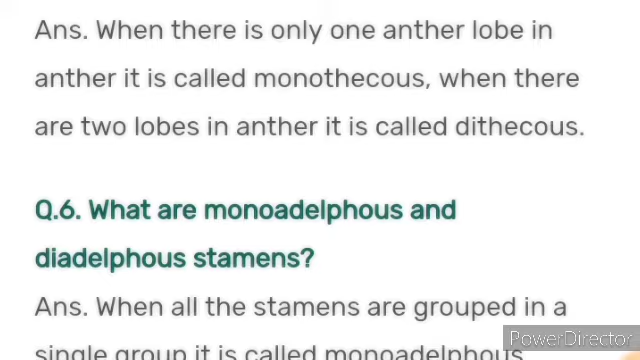 Ans. When there is only one anther lobe in
anther it is called monothecous, when there
are two lobes in anther it is called dithecous.
Q.6. What are monoadelphous and
diadelphous stamens?
Ans. When all the stamens are grouped in a
single group it is called monoadelphous
PowerDirector